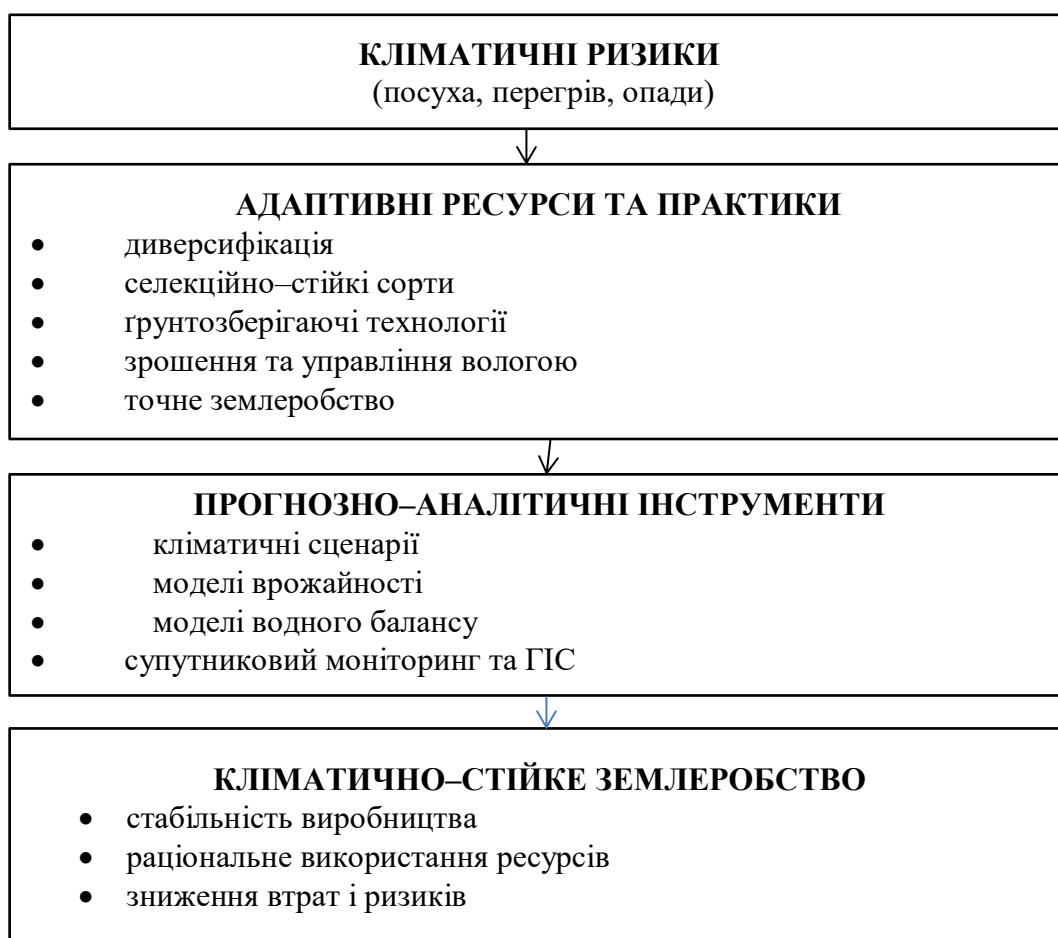 КЛІМАТИЧНІ РИЗИКИ
(посуха, перегрів, опади)
АДАПТИВНІ РЕСУРСИ ТА ПРАКТИКИ
• диверсифікація
• селекційно–стійкі сорти
• ґрунтозберігаючі технології
• зрошення та управління вологою
• точне землеробство
ПРОГНОЗНО–АНАЛІТИЧНІ ІНСТРУМЕНТИ
• кліматичні сценарії
• моделі врожайності
• моделі водного балансу
• супутниковий моніторинг та ГІС
КЛІМАТИЧНО–СТІЙКЕ ЗЕМЛЕРОБСТВО
• стабільність виробництва
• раціональне використання ресурсів
• зниження втрат і ризиків